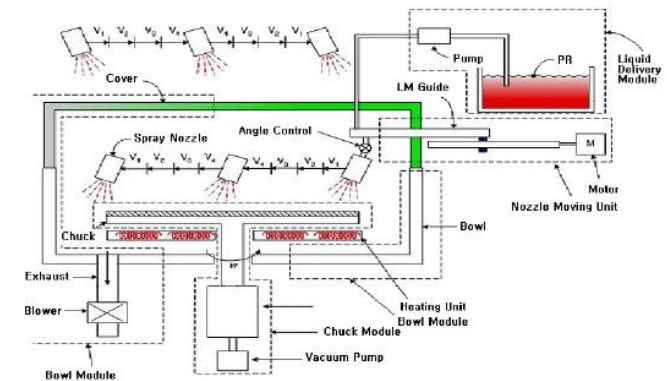 V₁ V₂ V₃ V₄ V₄ V₃ V₂ V₁
Pump
PR
Liquid
Delivery
Module
Cover
LM Guide
Spray Nozzle
Angle Control
M
V₁ V₂ V₃ V₄ V₄ V₃ V₂ V₁
Motor
Nozzle Moving Unit
Chuck
Bowl
Exhaust
Heating Unit
Bowl Module
Blower
Chuck Module
Vacuum Pump
Bowl Module